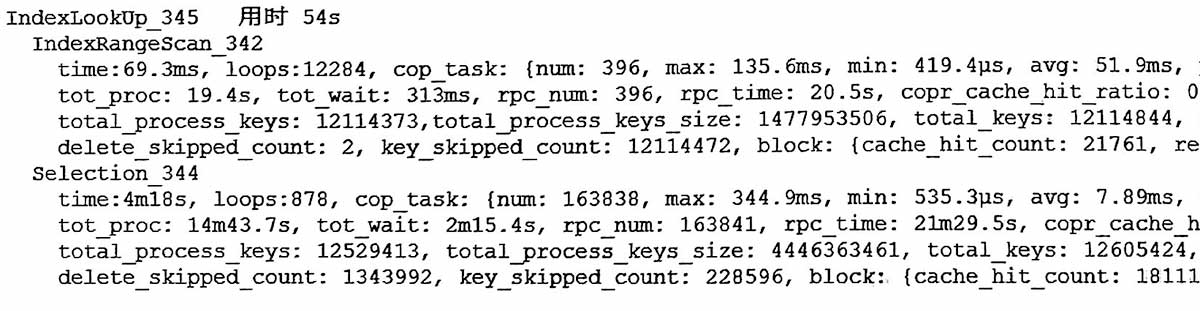 IndexLookUp_345 用时 54s
IndexRangeScan_342
time:69.3ms, loops:12284, cop_task: {num: 396, max: 135.6ms, min: 419.4µs, avg: 51.9ms,
tot_proc: 19.4s, tot_wait: 313ms, rpc_num: 396, rpc_time: 20.5s, copr_cache_hit_ratio: 0
total_process_keys: 12114373,total_process_keys_size: 1477953506, total_keys: 12114844,
delete_skipped_count: 2, key_skipped_count: 12114472, block: {cache_hit_count: 21761, re
Selection_344
time:4m18s, loops:878, cop_task: {num: 163838, max: 344.9ms, min: 535.3µs, avg: 7.89ms,
tot_proc: 14m43.7s, tot_wait: 2m15.4s, rpc_num: 163841, rpc_time: 21m29.5s, copr_cache_h
total_process_keys: 12529413, total_process_keys_size: 4446363461, total_keys: 12605424,
delete_skipped_count: 1343992, key_skipped_count: 228596, block: {cache_hit_count: 18111